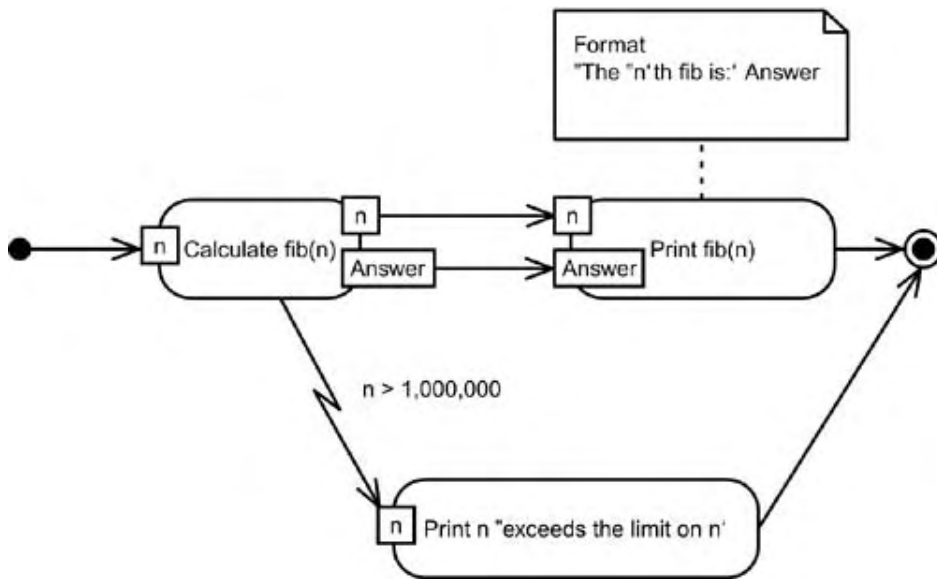 Format
"The "n‘th fib is:‘ Answer
n
n
n
Calculate fib(n)
Print fib(n)
Answer
Answer
n > 1,000,000
n
Print n "exceeds the limit on n‘